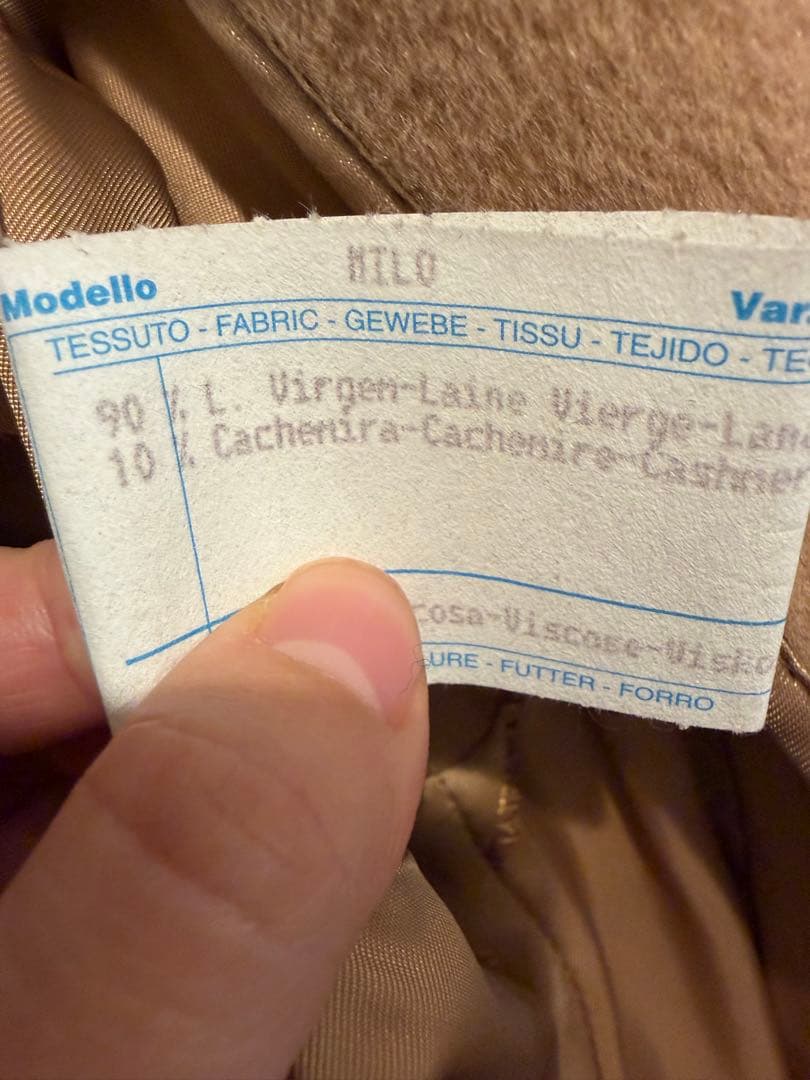 MILO
Modello Var
TESSUTO - FABRIC - GEWEBE - TISSU - TEJIDO - TE
90 % L. Virgen-Laine Vierge-Lan
10 % Cachemira-Cachemire-Cashmer
cosa-Viscose-Visko
URE - FUTTER - FORRO